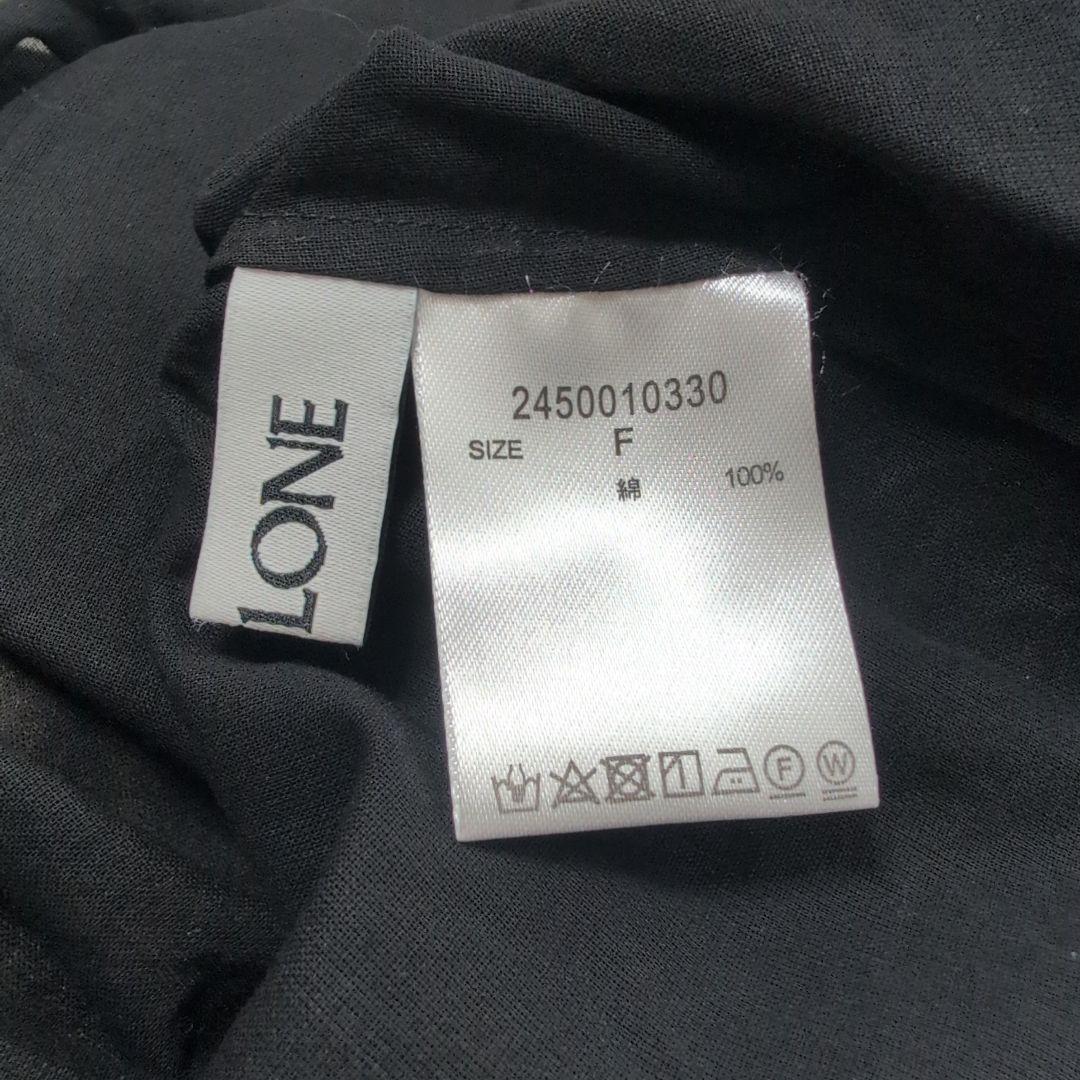 LONE
2450010330
SIZE F
綿 100%
F W